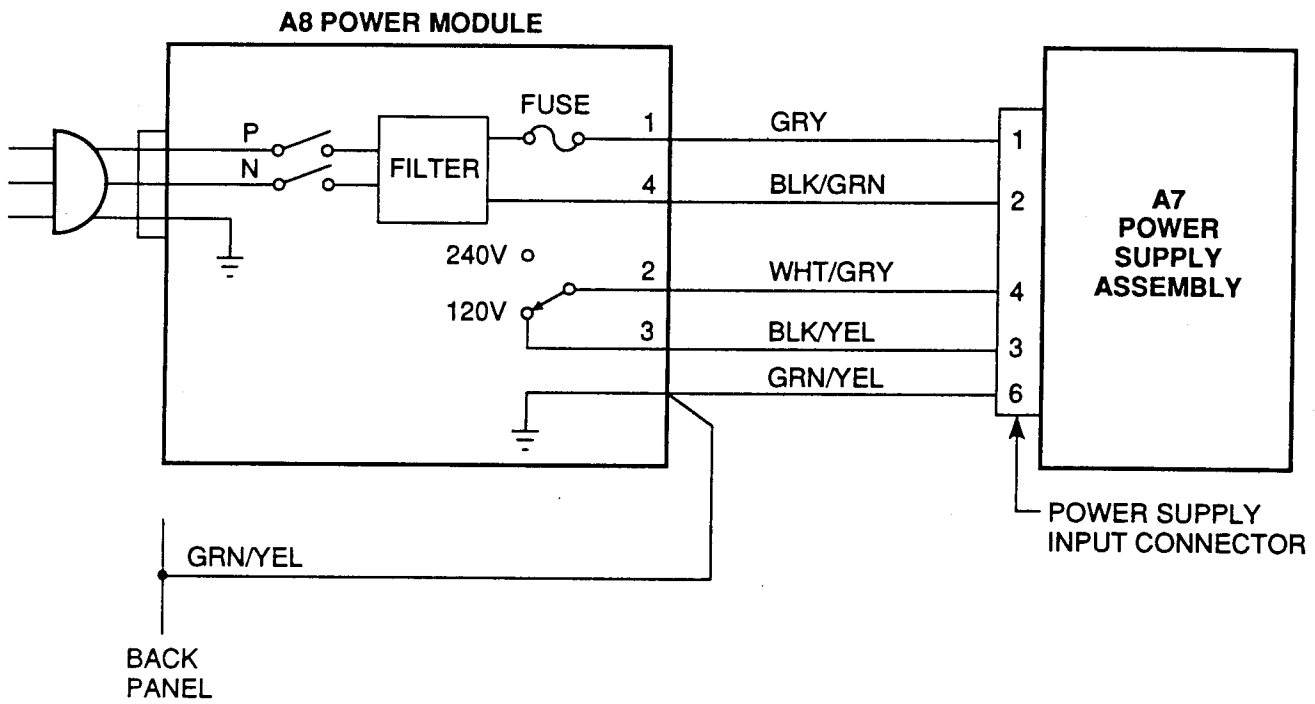 A8 POWER MODULE
FUSE
P
N
FILTER
1
GRY
1
4
BLK/GRN
2
240V
120V
2
WHT/GRY
4
3
BLK/YEL
3
GRN/YEL
6
A7
POWER
SUPPLY
ASSEMBLY
POWER SUPPLY
INPUT CONNECTOR
GRN/YEL
BACK
PANEL